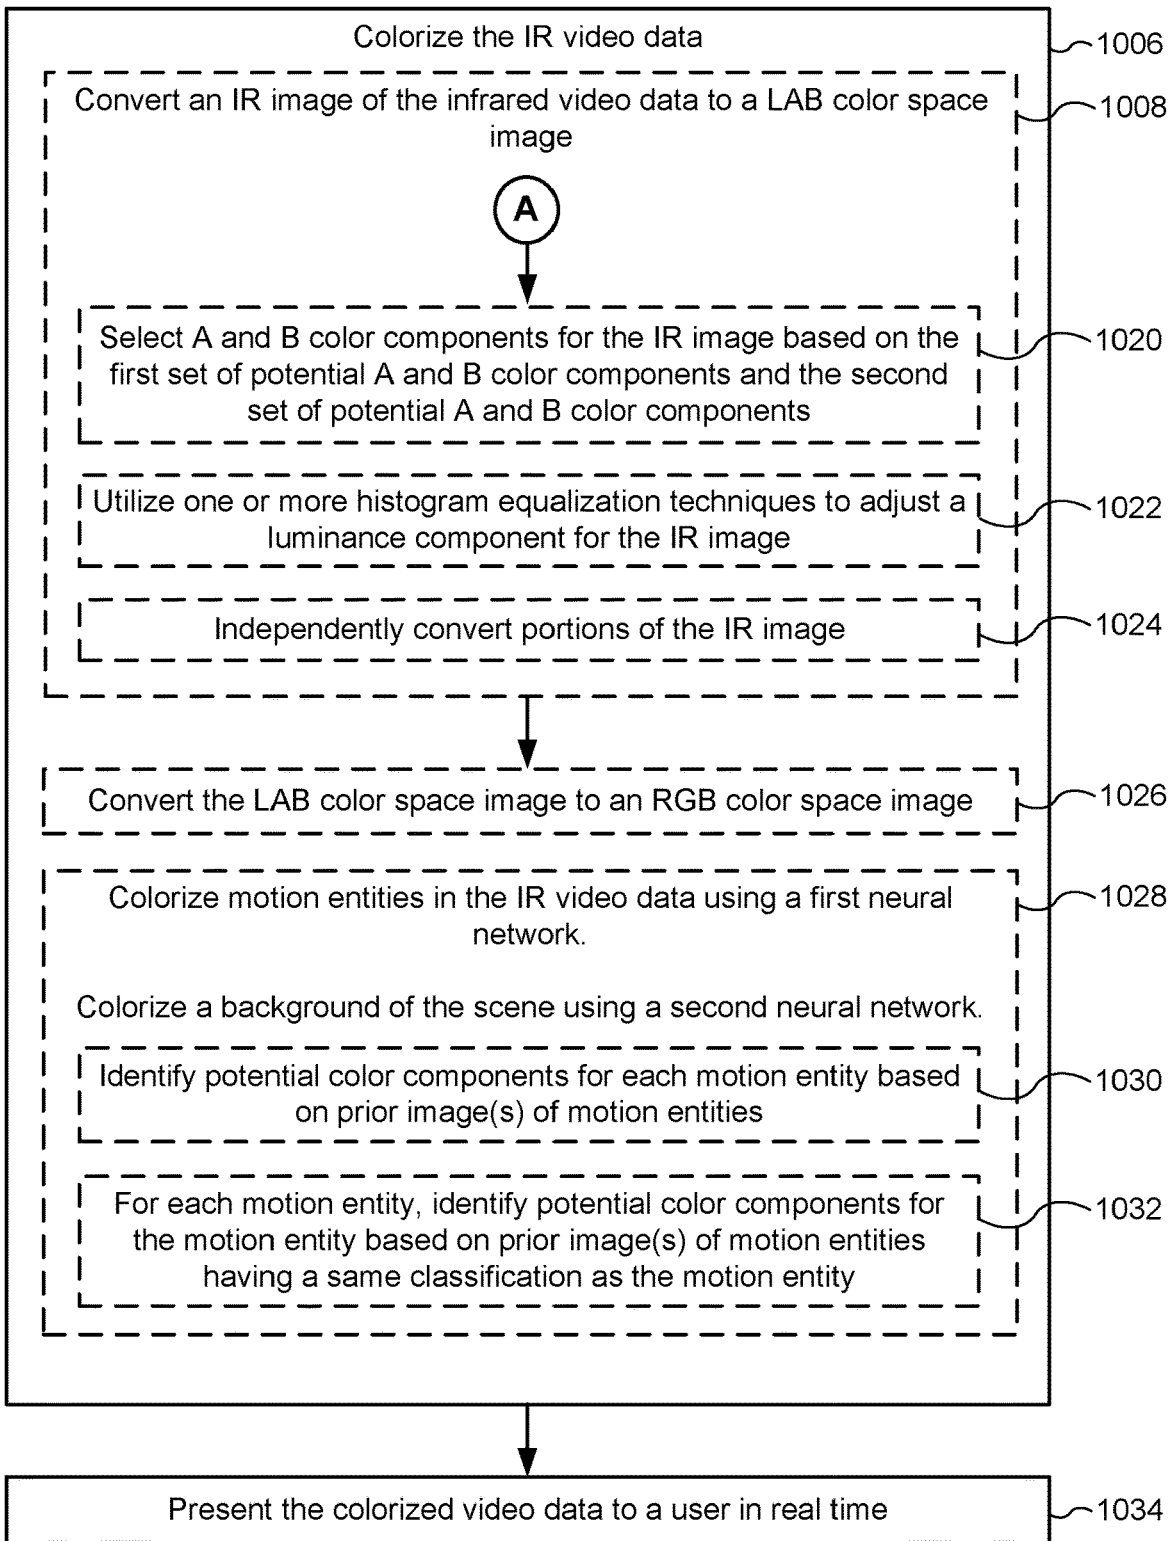 Colorize the IR video data
1006
Convert an IR image of the infrared video data to a LAB color space
image
1008
A
Select A and B color components for the IR image based on the
first set of potential A and B color components and the second
set of potential A and B color components
1020
Utilize one or more histogram equalization techniques to adjust a
luminance component for the IR image
1022
Independently convert portions of the IR image
1024
Convert the LAB color space image to an RGB color space image
1026
Colorize motion entities in the IR video data using a first neural
network.
1028
Colorize a background of the scene using a second neural network.
Identify potential color components for each motion entity based
on prior image(s) of motion entities
1030
For each motion entity, identify potential color components for
the motion entity based on prior image(s) of motion entities
having a same classification as the motion entity
1032
Present the colorized video data to a user in real time
1034